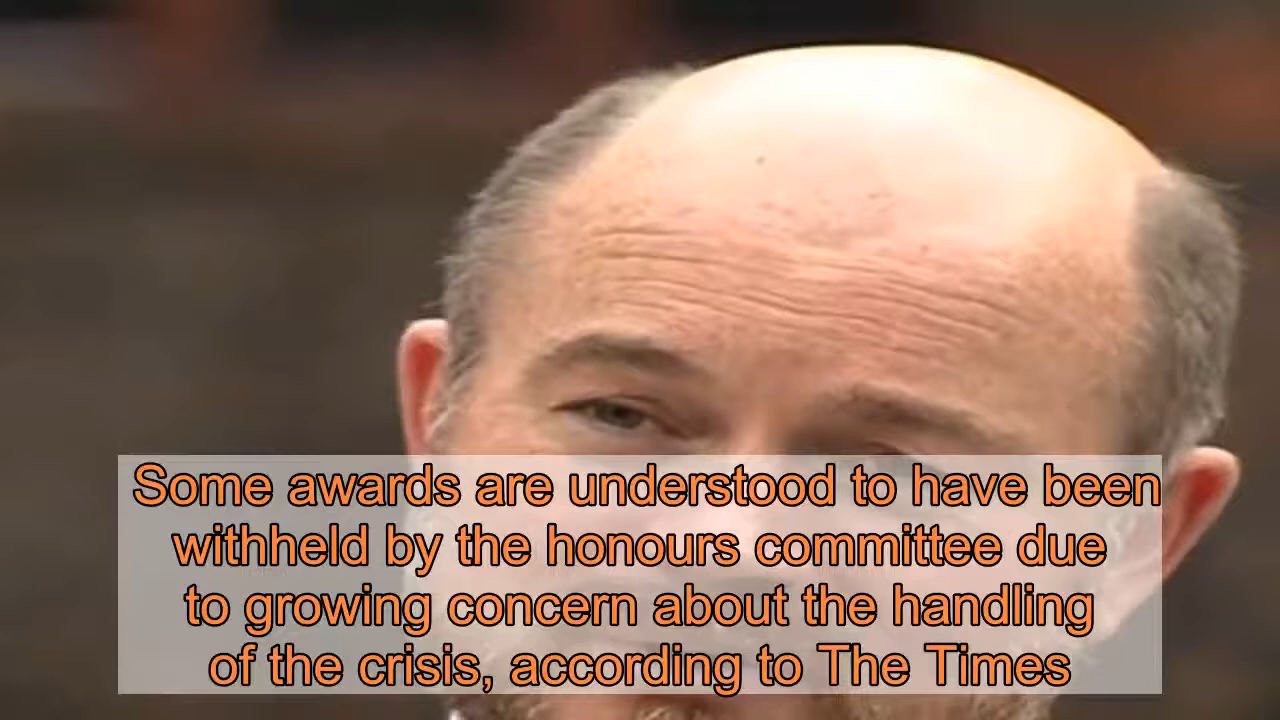 Some awards are understood to have been
withheld by the honours committee due
to growing concern about the handling
of the crisis, according to The Times